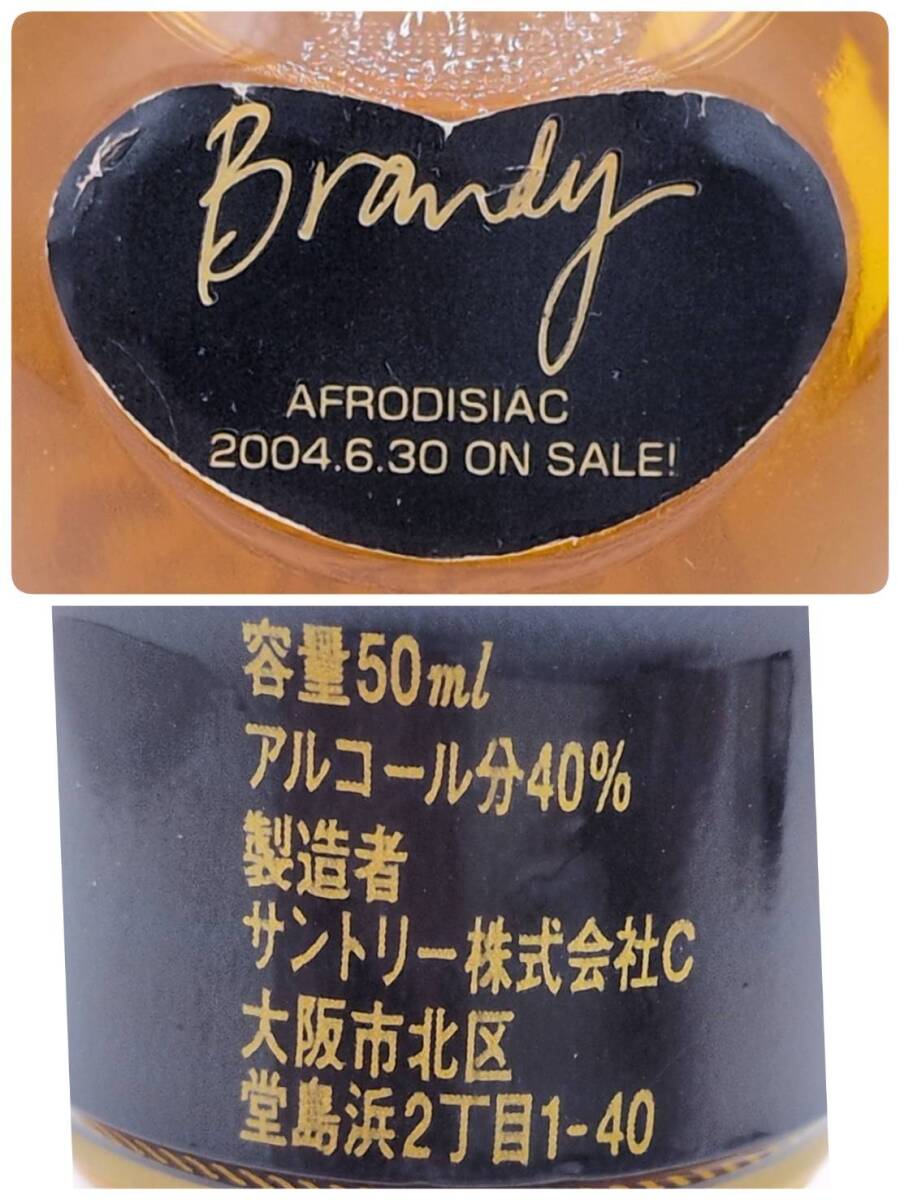 Brandy
AFRODISIAC
2004.6.30 ON SALE!
容量50ml
アルコール分40%
製造者
サントリー株式会社C
大阪市北区
堂島浜2丁目1-40